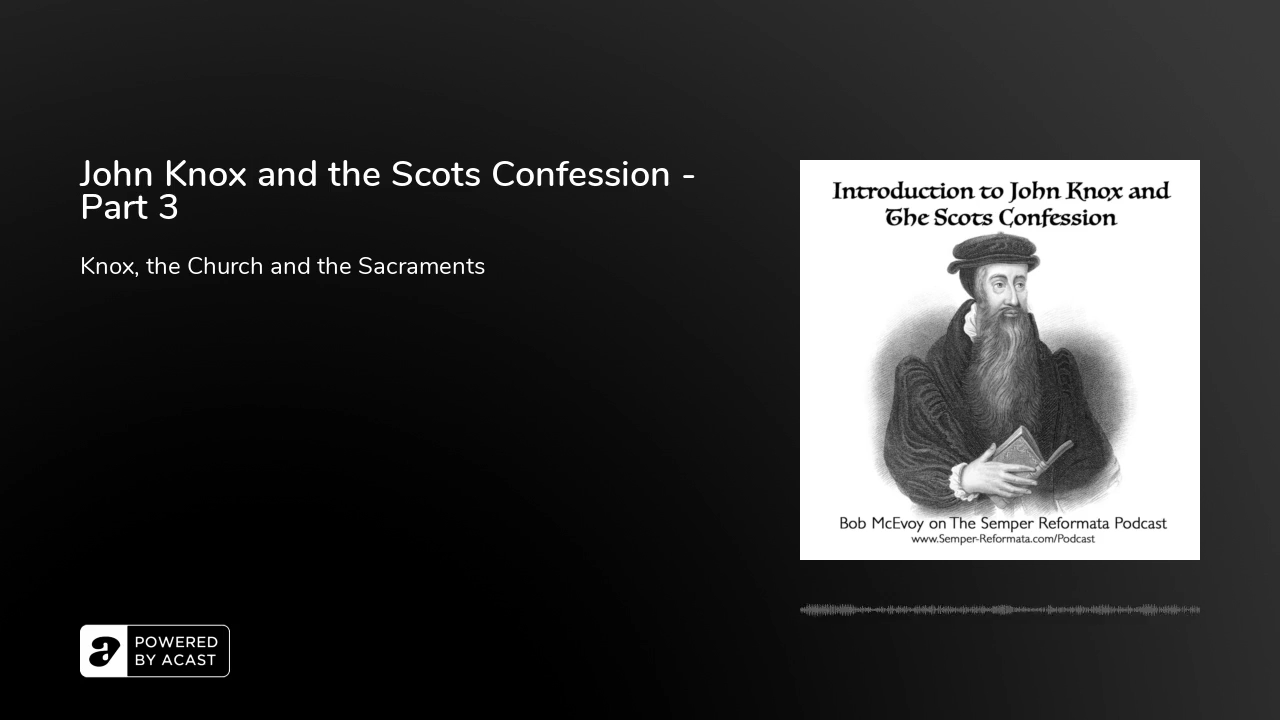 John Knox and the Scots Confession -
Part 3
Knox, the Church and the Sacraments
Introduction to John Knox and
The Scots Confession
Bob McEvoy on The Semper Reformata Podcast
www.Semper-Reformata.com/Podcast
POWERED
BY ACAST